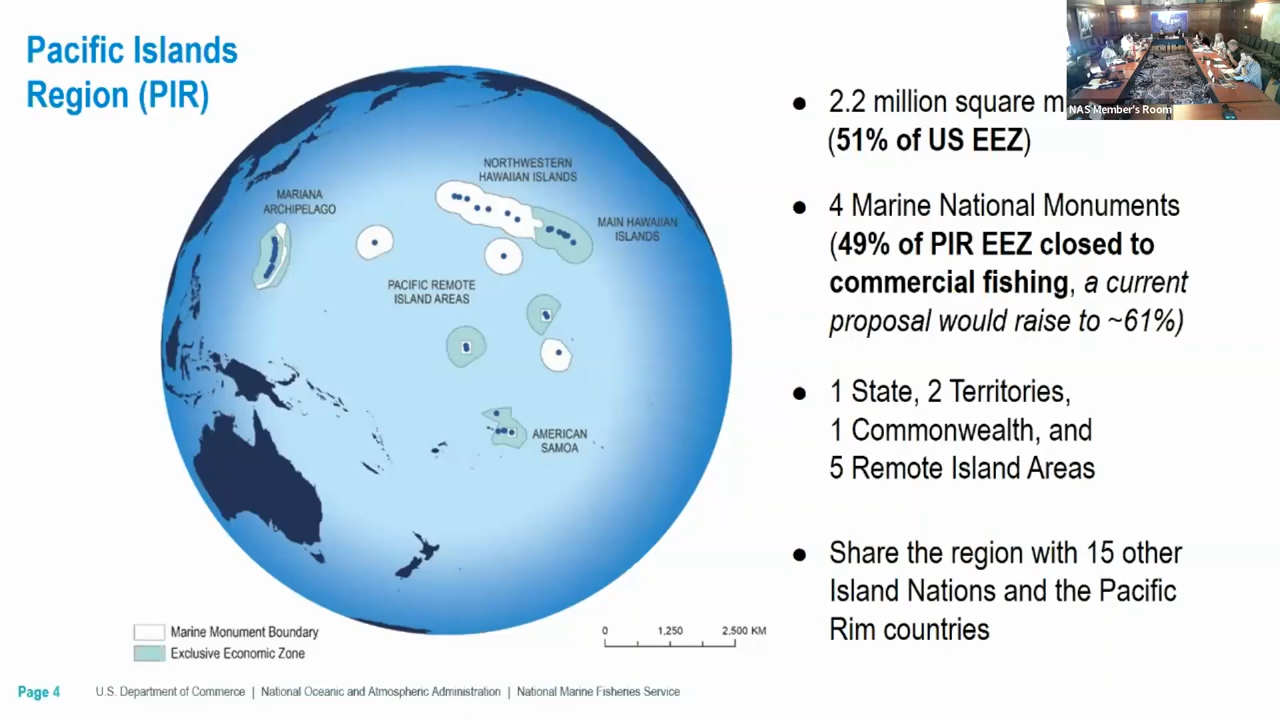 Pacific Islands
Region (PIR)
NAS Member's Room
2.2 million square m
(51% of US EEZ)
4 Marine National Monuments
(49% of PIR EEZ closed to
commercial fishing, a current
proposal would raise to ~61%)
1 State, 2 Territories,
1 Commonwealth, and
5 Remote Island Areas
Share the region with 15 other
Island Nations and the Pacific
Rim countries
NORTHWESTERN
HAWAIIAN ISLANDS
MARIANA
ARCHIPELAGO
MAIN HAWAIIAN
ISLANDS
PACIFIC REMOTE
ISLAND AREAS
AMERICAN
SAMOA
Marine Monument Boundary
Exclusive Economic Zone
0 1,250 2,500 KM
Page 4 U.S. Department of Commerce | National Oceanic and Atmospheric Administration | National Marine Fisheries Service